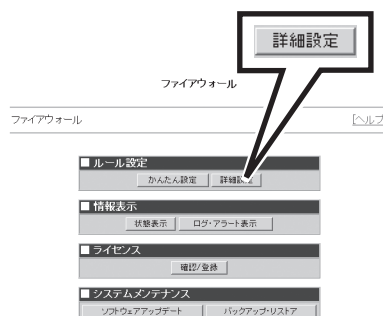 詳細設定
ファイアウォール
ファイアウォール
[ヘルプ
■ ルール設定
かんたん設定 詳細設定
■ 情報表示
状態表示 ログ・アラート表示
■ ライセンス
確認/登録
■ システムメンテナンス
ソフトウェアアップデート バックアップ・リストア